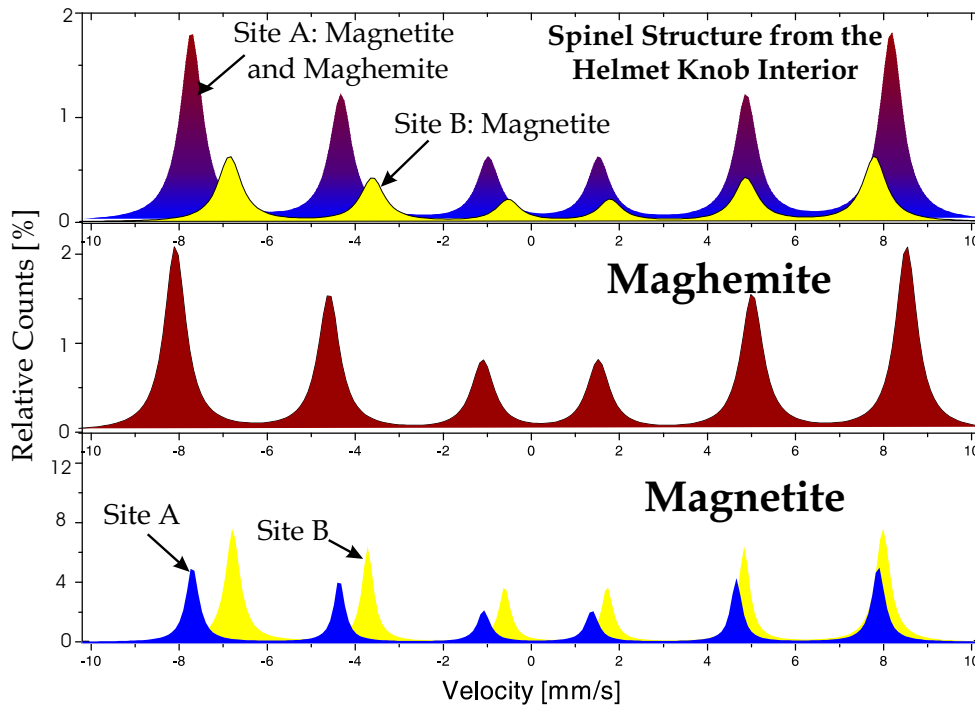 2
Site A: Magnetite
and Maghemite
Spinel Structure from the
Helmet Knob Interior
1
Site B: Magnetite
0
-10 -8 -6 -4 -2 0 2 4 6 8 10
2
Maghemite
1
0
-10 -8 -6 -4 -2 0 2 4 6 8 10
12
Magnetite
Site A
Site B
8
4
0
-10 -8 -6 -4 -2 0 2 4 6 8 10
Relative Counts [%]
Velocity [mm/s]